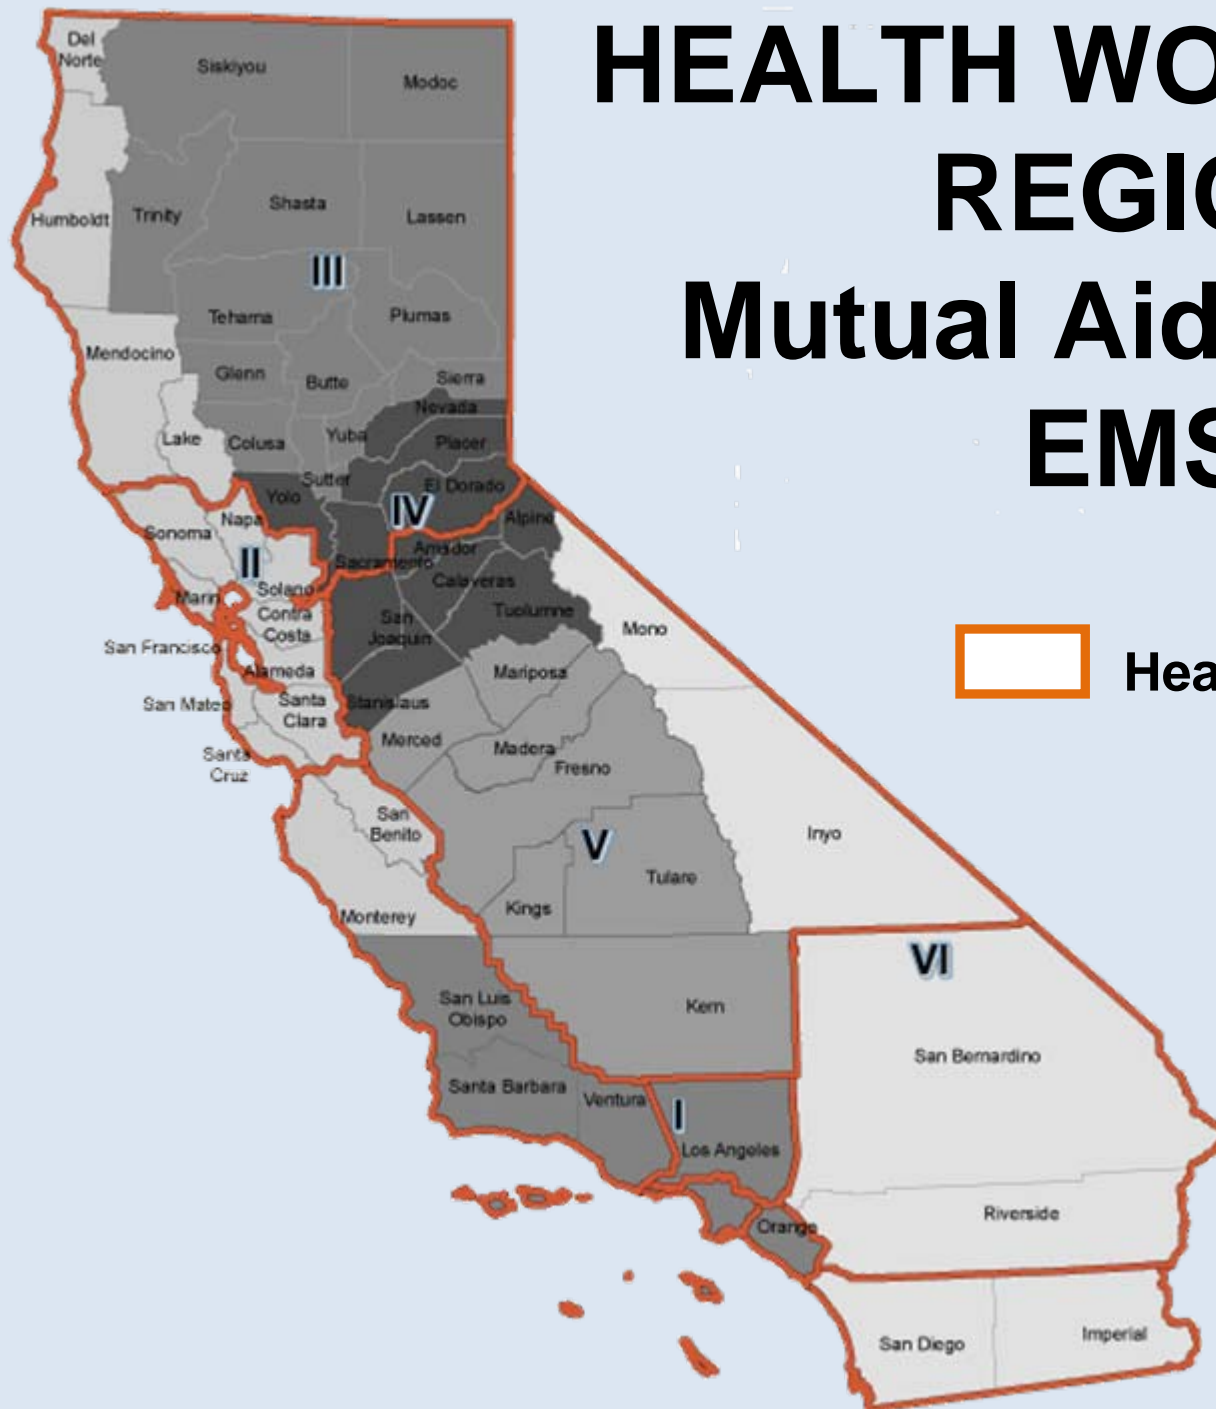 HEALTH WO
REGIO
Mutual Aid
EMS
Hea
Del
Norte
Siskiyou
Modoc
Humboldt
Trinity
Shasta
Lassen
III
Tehama
Plumas
Mendocino
Glenn
Butte
Sierra
Nevada
Lake
Colusa
Yuba
Placer
Sutter
El Dorado
Yolo
IV
Alpine
Napa
Sonoma
II
Sacramento
Amador
Calaveras
Solano
Marin
Contra
Costa
San
Joaquin
Tuolumne
Mono
San Francisco
Alameda
Mariposa
San Mateo
Santa
Clara
Stanislaus
Merced
Madera
Fresno
Santa
Cruz
San
Benito
V
Inyo
Tulare
Kings
Monterey
VI
San Luis
Obispo
Kern
San Bernardino
Santa Barbara
Ventura
I
Los Angeles
Riverside
Orange
San Diego
Imperial